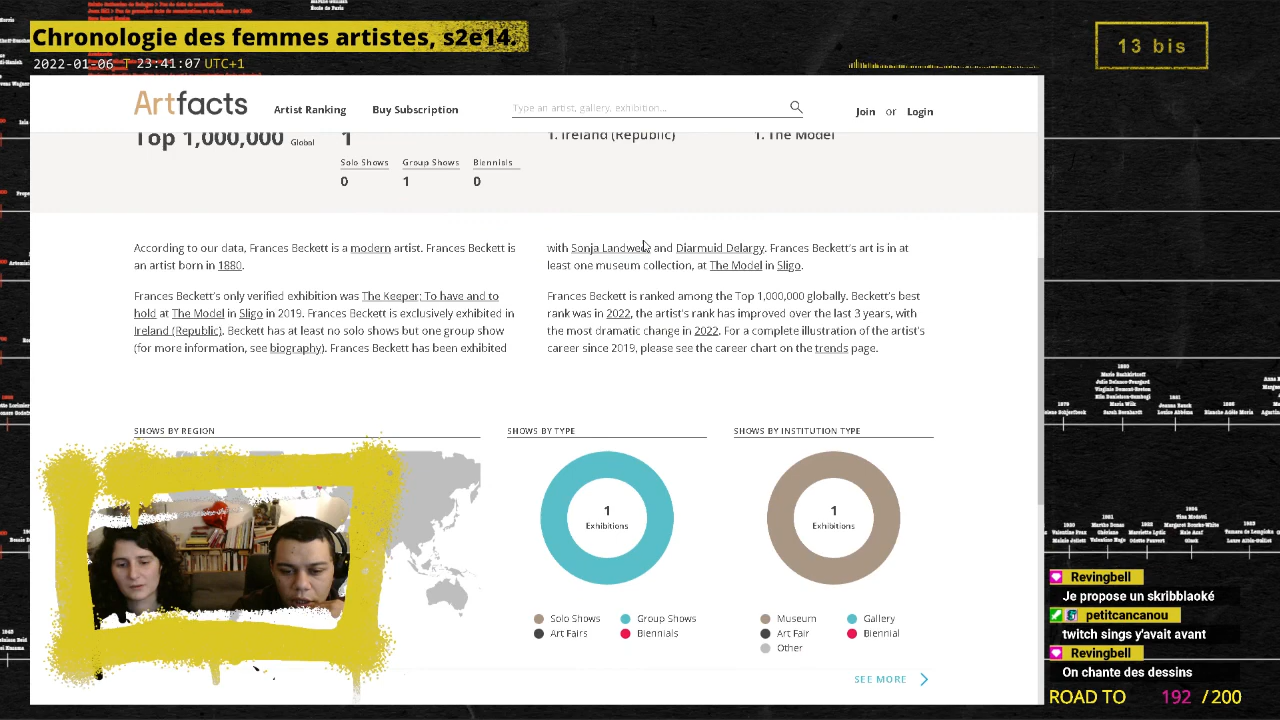 Chronologie des femmes artistes, s2e14.
2022-01-06 T 23:41:07 UTC+1
13 bis
Artfacts
Artist Ranking
Buy Subscription
Type an artist, gallery, exhibition...
Join or Login
Top 1,000,000 Global
1
1. Ireland (Republic)
1. The Model
Solo Shows Group Shows Biennials
0 1 0
According to our data, Frances Beckett is a modern artist. Frances Beckett is
an artist born in 1880.
Frances Beckett's only verified exhibition was The Keeper: To have and to
hold at The Model in Sligo in 2019. Frances Beckett is exclusively exhibited in
Ireland (Republic). Beckett has at least no solo shows but one group show
(for more information, see biography). Frances Beckett has been exhibited
with Sonja Landweer and Diarmuid Delargy. Frances Beckett's art is in at
least one museum collection, at The Model in Sligo.
Frances Beckett is ranked among the Top 1,000,000 globally. Beckett's best
rank was in 2022, the artist's rank has improved over the last 3 years, with
the most dramatic change in 2022. For a complete illustration of the artist's
career since 2019, please see the career chart on the trends page.
SHOWS BY REGION
SHOWS BY TYPE
1
Exhibitions
Solo Shows Group Shows
Art Fairs Biennials
SHOWS BY INSTITUTION TYPE
1
Exhibitions
Museum Gallery
Art Fair Biennial
Other
SEE MORE
Revingbell
Je propose un skribblaoké
petitcancanou
twitch sings y'avait avant
Revingbell
On chante des dessins
ROAD TO 192 / 200